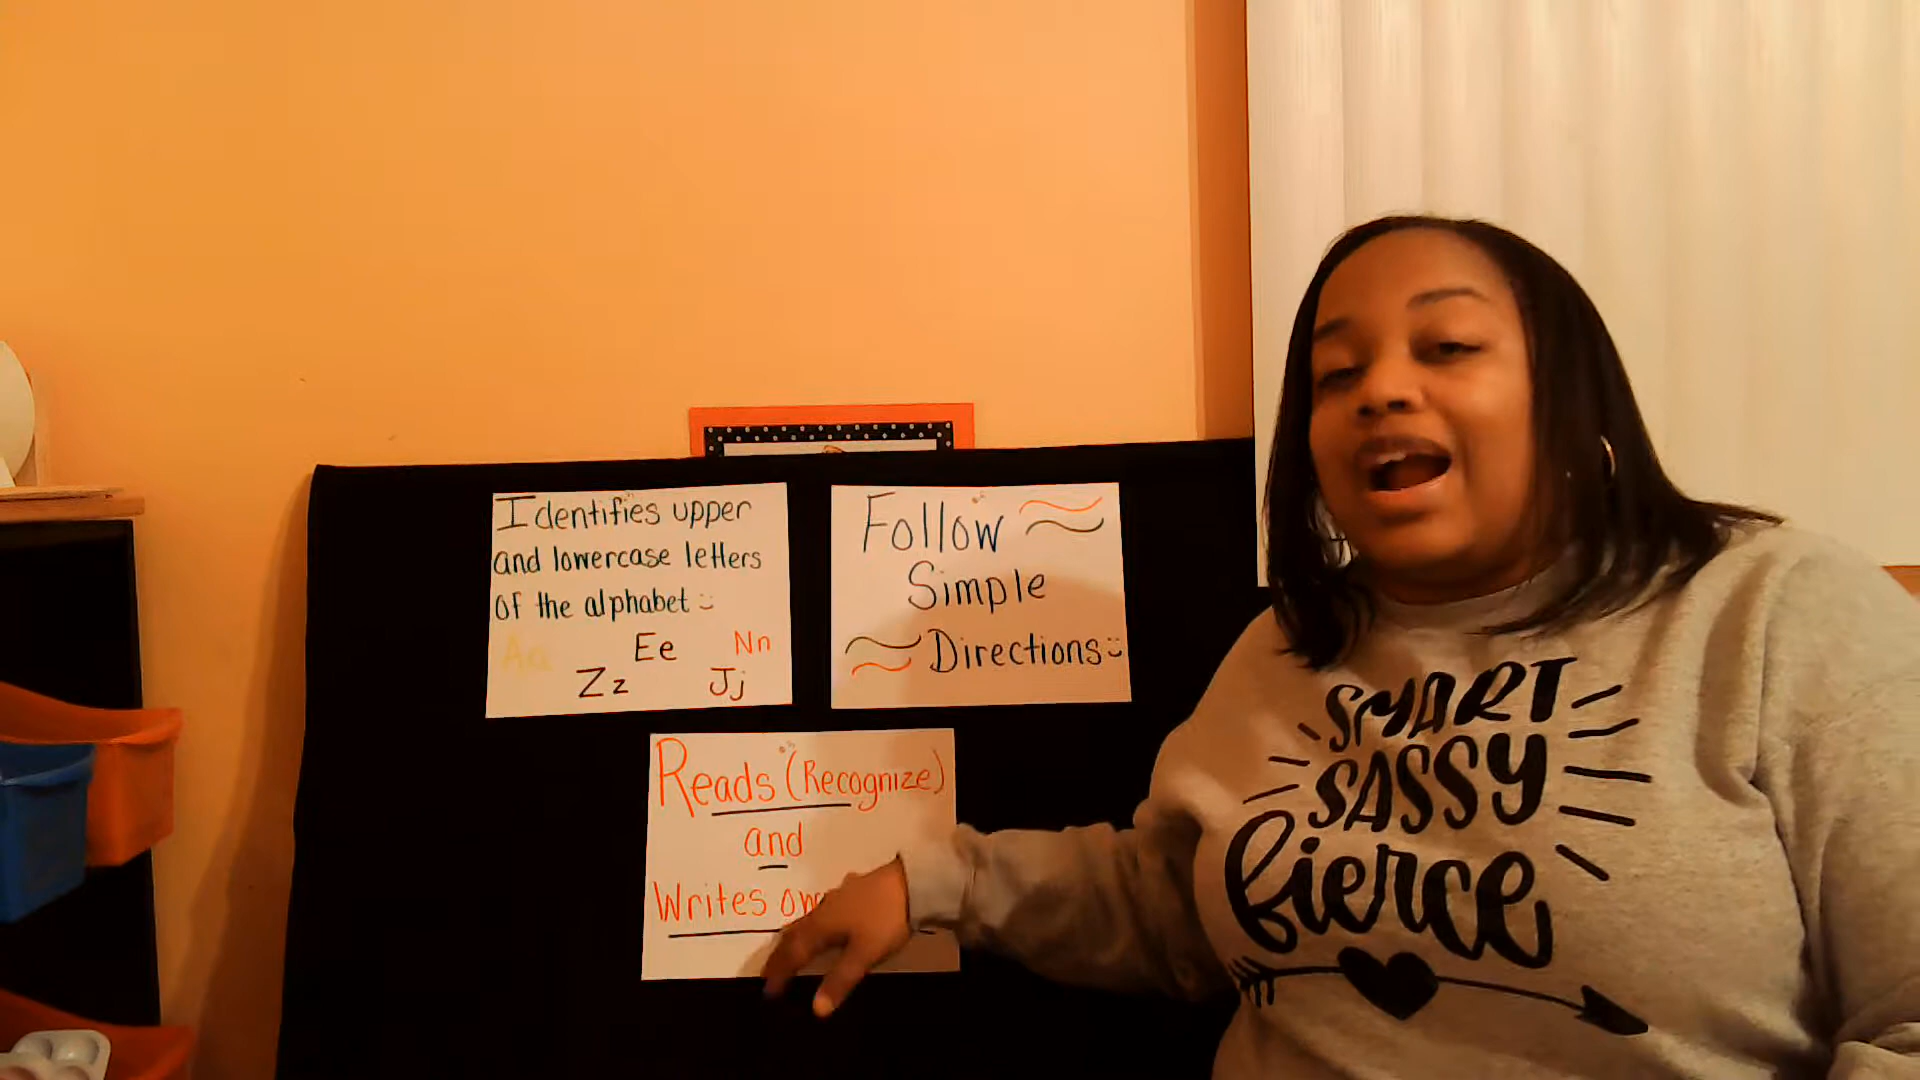 Identifies upper
and lowercase letters
of the alphabet
Aa
Ee
Nn
Zz
Jj
Follow
Simple
Directions
Reads (Recognize)
and
Writes
SMART
SASSY
fierce